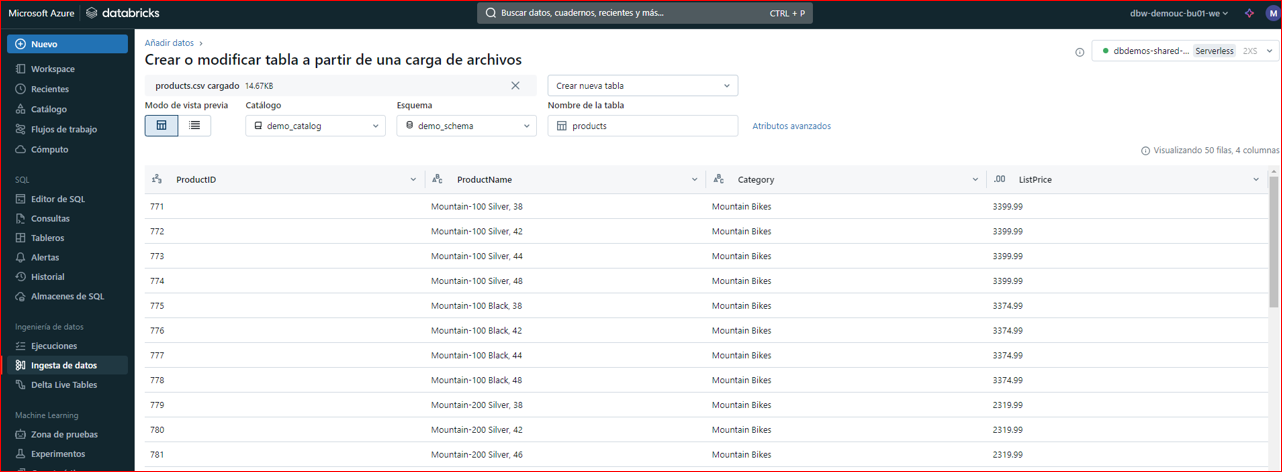 Microsoft Azure databricks Buscar datos, cuadernos, recientes y más... CTRL + P dbw-demouc-bu01-we M
Nuevo
Workspace
Recientes
Catálogo
Flujos de trabajo
Cómputo
SQL
Editor de SQL
Consultas
Tableros
Alertas
Historial
Almacenes de SQL
Ingeniería de datos
Ejecuciones
Ingesta de datos
Delta Live Tables
Machine Learning
Zona de pruebas
Experimentos
Añadir datos
Crear o modificar tabla a partir de una carga de archivos
dbdemos-shared-... Serverless 2XS
products.csv cargado 14.67KB Crear nueva tabla
Modo de vista previa Catálogo Esquema Nombre de la tabla
demo_catalog demo_schema products Atributos avanzados
Visualizando 50 filas, 4 columnas
ProductID ProductName Category .00 ListPrice
771 Mountain-100 Silver, 38 Mountain Bikes 3399.99
772 Mountain-100 Silver, 42 Mountain Bikes 3399.99
773 Mountain-100 Silver, 44 Mountain Bikes 3399.99
774 Mountain-100 Silver, 48 Mountain Bikes 3399.99
775 Mountain-100 Black, 38 Mountain Bikes 3374.99
776 Mountain-100 Black, 42 Mountain Bikes 3374.99
777 Mountain-100 Black, 44 Mountain Bikes 3374.99
778 Mountain-100 Black, 48 Mountain Bikes 3374.99
779 Mountain-200 Silver, 38 Mountain Bikes 2319.99
780 Mountain-200 Silver, 42 Mountain Bikes 2319.99
781 Mountain-200 Silver, 46 Mountain Bikes 2319.99